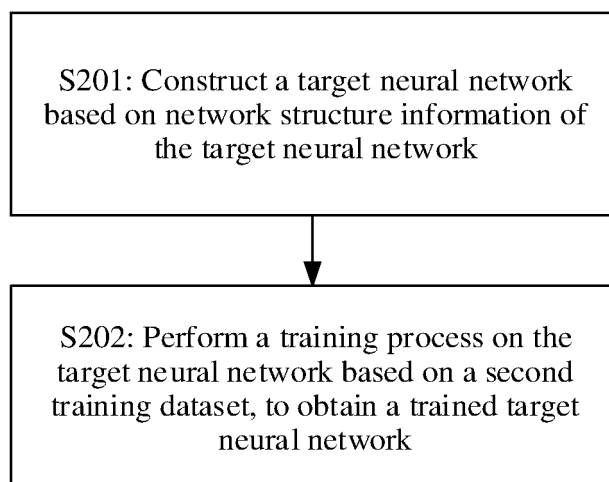 S201: Construct a target neural network
based on network structure information of
the target neural network
S202: Perform a training process on the
target neural network based on a second
training dataset, to obtain a trained target
neural network